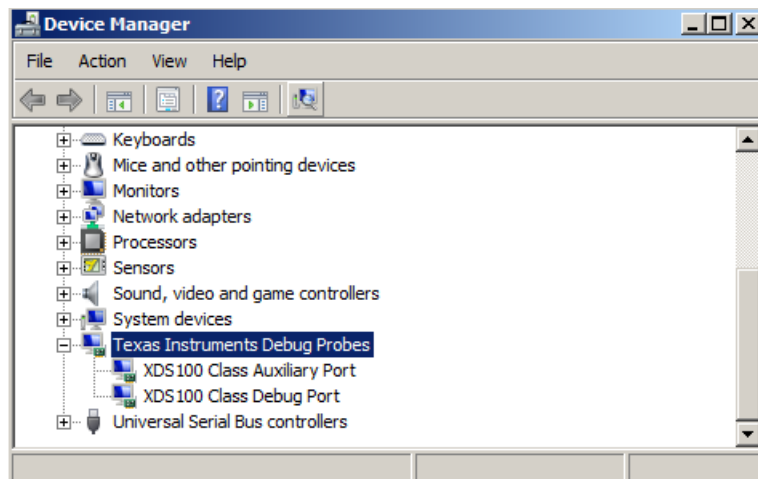 Device Manager
File Action View Help
Keyboards
Mice and other pointing devices
Monitors
Network adapters
Processors
Sensors
Sound, video and game controllers
System devices
Texas Instruments Debug Probes
XDS100 Class Auxiliary Port
XDS100 Class Debug Port
Universal Serial Bus controllers